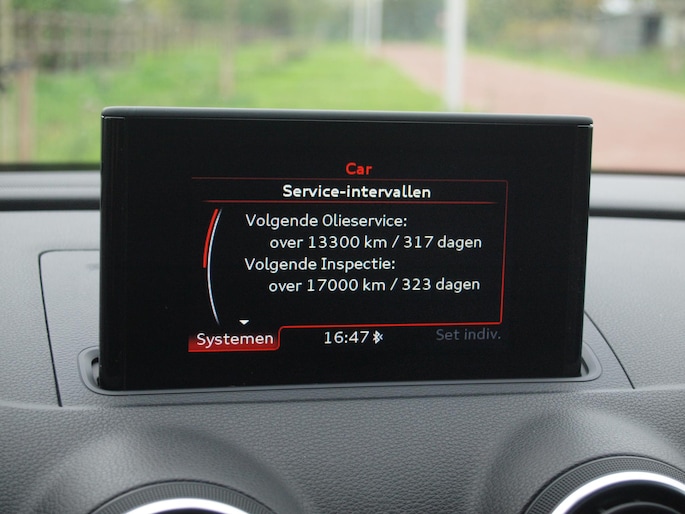 Car
Service-intervallen
Volgende Olieservice:
over 13300 km / 317 dagen
Volgende Inspectie:
over 17000 km / 323 dagen
Systemen 16:47 Set indiv.